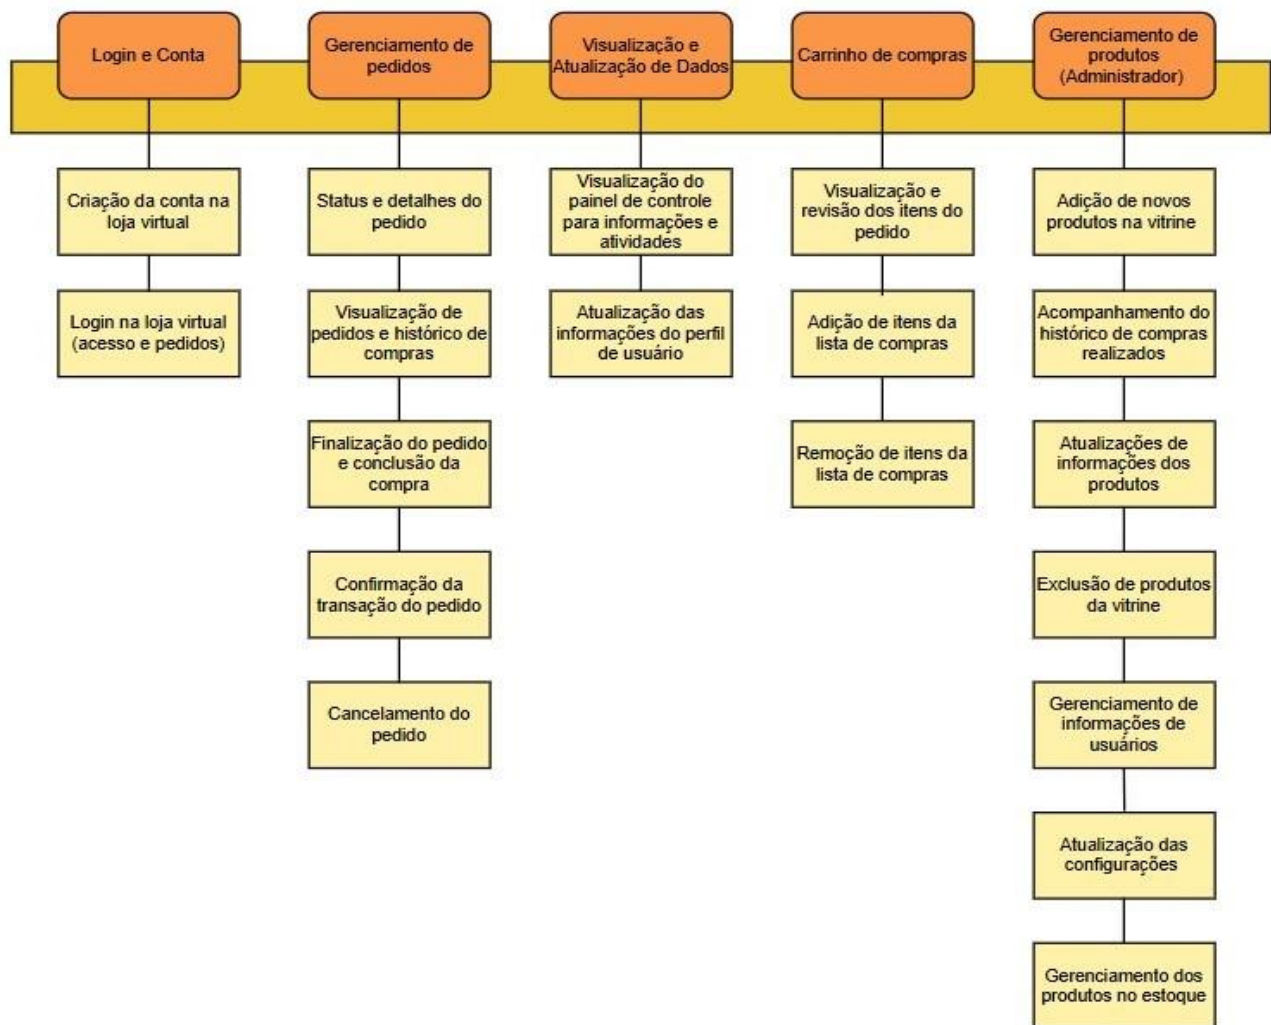 Login e Conta
Gerenciamento de
pedidos
Visualização e
Atualização de Dados
Carrinho de compras
Gerenciamento de
produtos
(Administrador)
Criação da conta na
loja virtual
Login na loja virtual
(acesso e pedidos)
Status e detalhes do
pedido
Visualização de
pedidos e histórico de
compras
Finalização do pedido
e conclusão da
compra
Confirmação da
transação do pedido
Cancelamento do
pedido
Visualização do
painel de controle
para informações e
atividades
Atualização das
informações do perfil
de usuário
Visualização e
revisão dos itens do
pedido
Adição de itens da
lista de compras
Remoção de itens da
lista de compras
Adição de novos
produtos na vitrine
Acompanhamento do
histórico de compras
realizados
Atualizações de
informações dos
produtos
Exclusão de produtos
da vitrine
Gerenciamento de
informações de
usuários
Atualização das
configurações
Gerenciamento dos
produtos no estoque